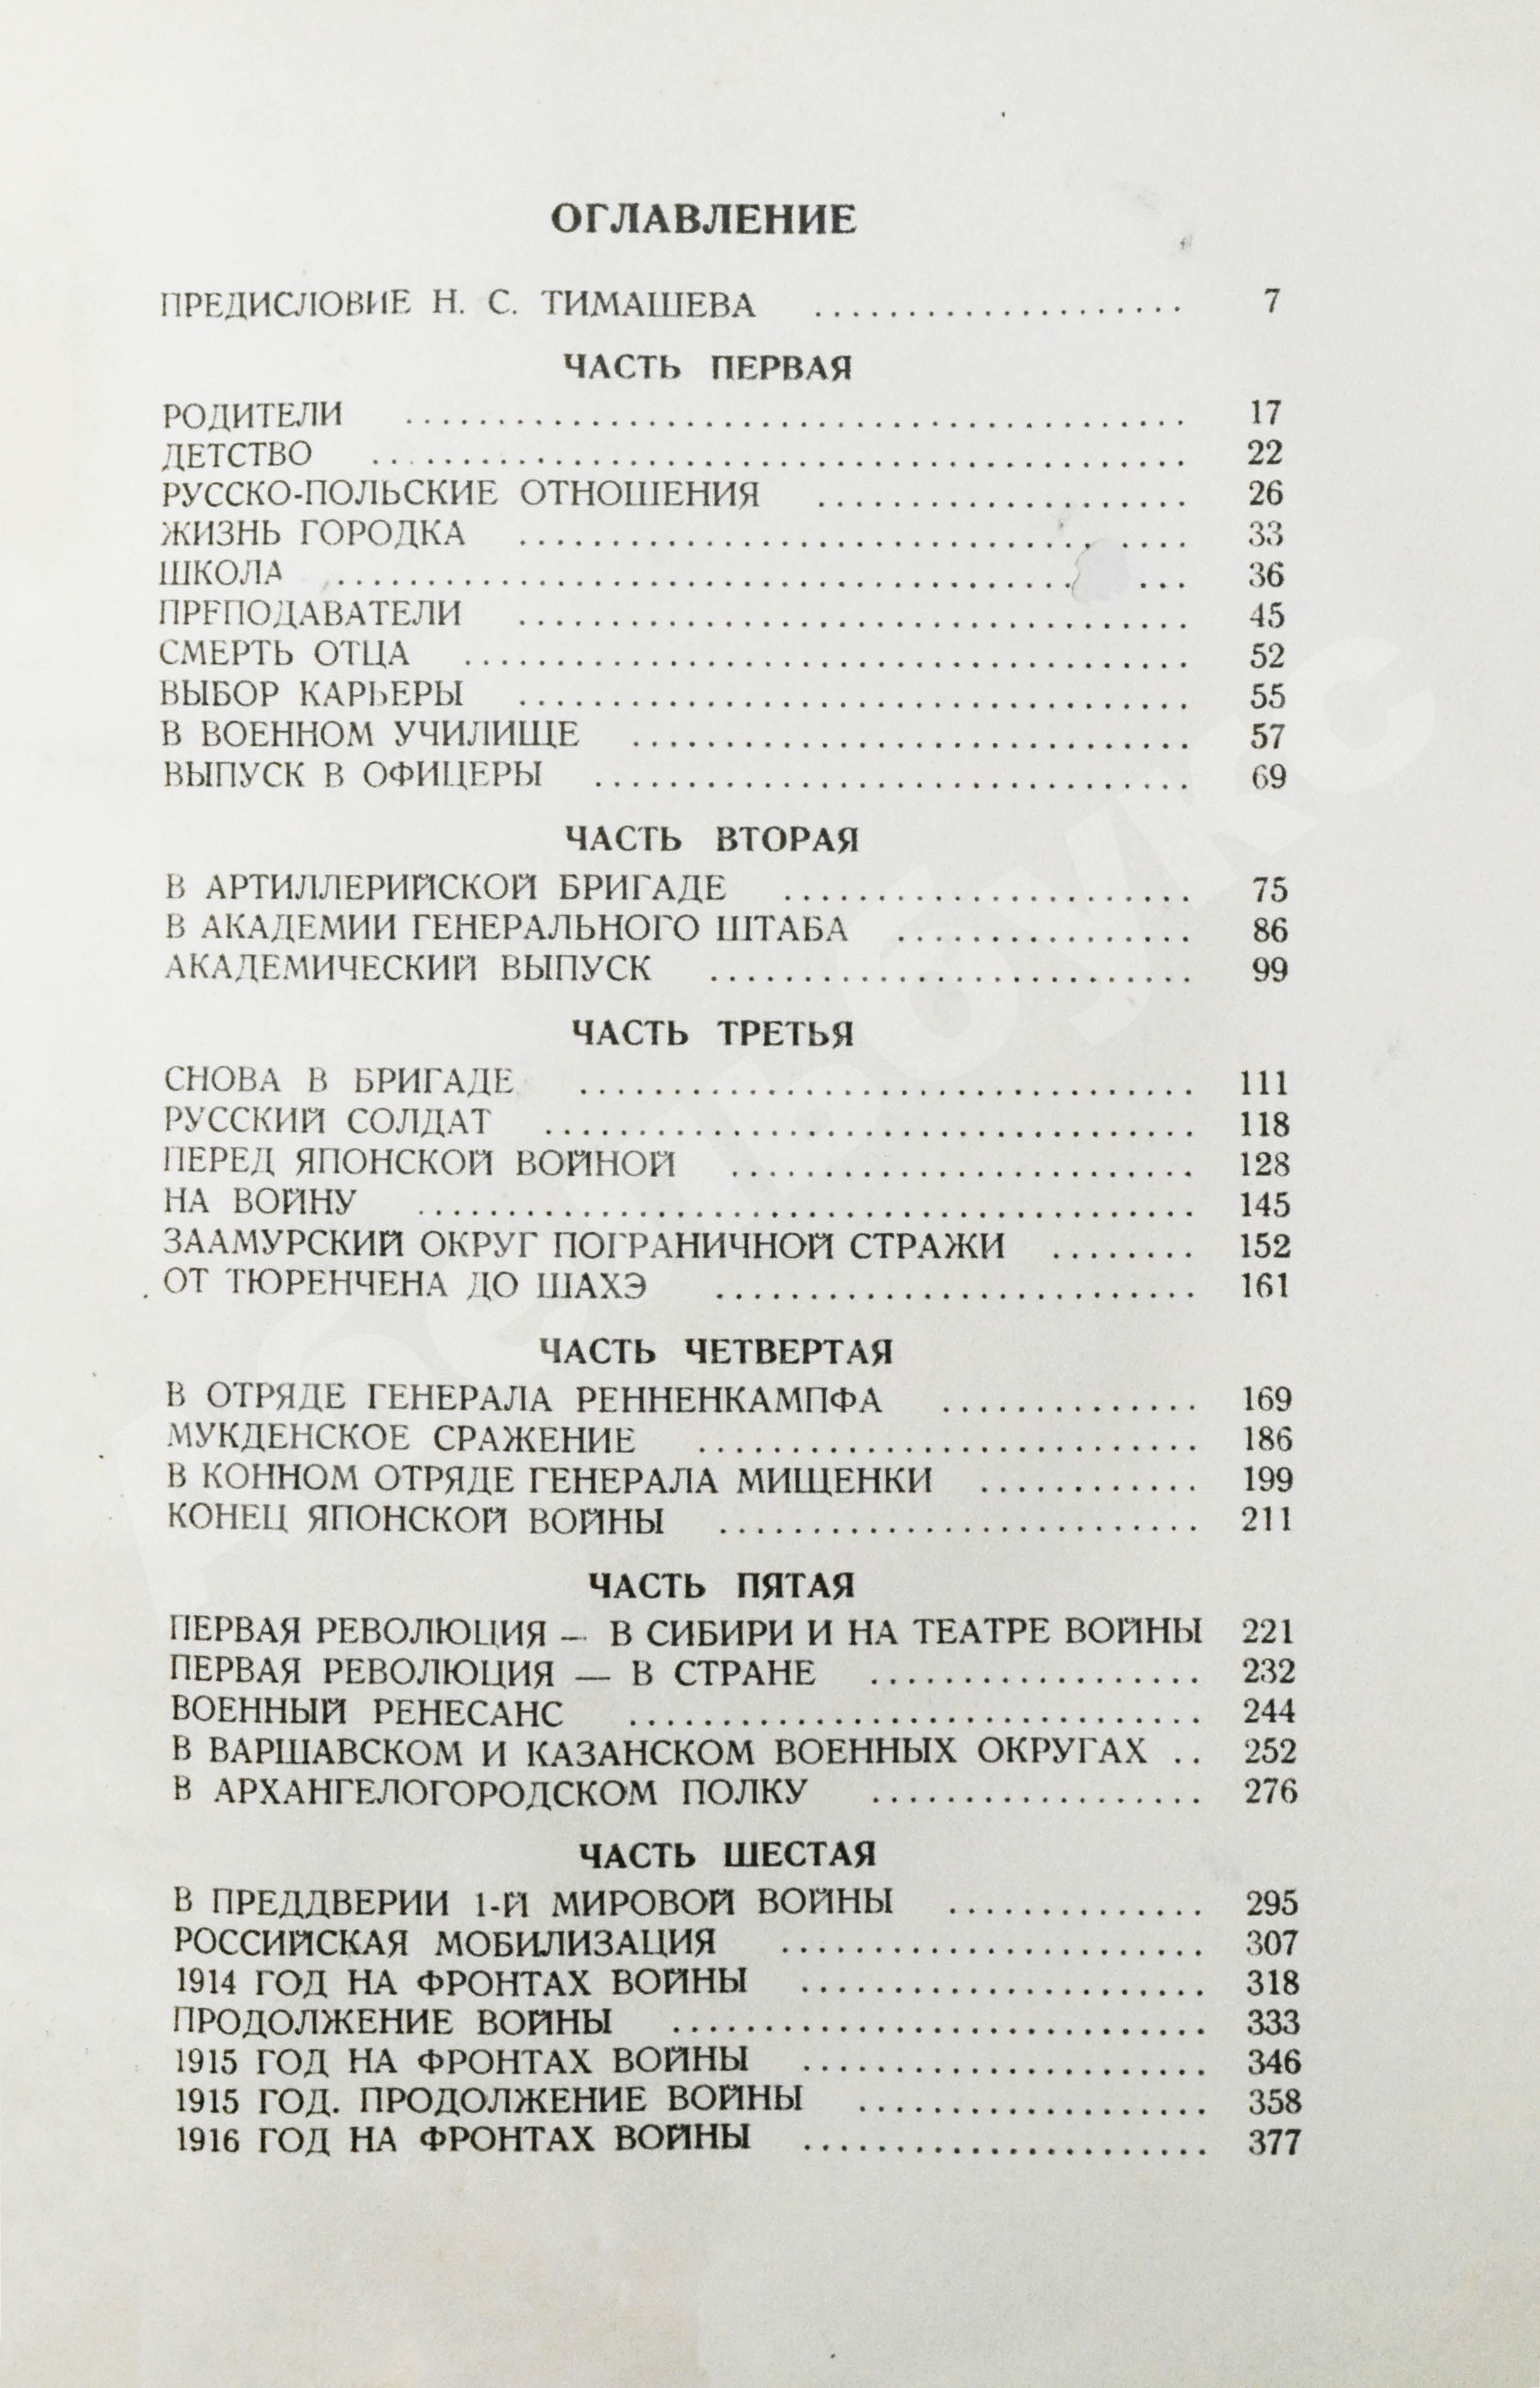 ОГЛАВЛЕНИЕ
ПРЕДИСЛОВИЕ Н. С. ТИМАШЕВА ..................... 7
ЧАСТЬ ПЕРВАЯ
РОДИТЕЛИ ..................... 17
ДЕТСТВО ..................... 22
РУССКО-ПОЛЬСКИЕ ОТНОШЕНИЯ ..................... 26
ЖИЗНЬ ГОРОДКА ..................... 33
ШКОЛА ..................... 36
ПРЕПОДАВАТЕЛИ ..................... 45
СМЕРТЬ ОТЦА ..................... 52
ВЫБОР КАРЬЕРЫ ..................... 55
В ВОЕННОМ УЧИЛИЩЕ ..................... 57
ВЫПУСК В ОФИЦЕРЫ ..................... 69
ЧАСТЬ ВТОРАЯ
В АРТИЛЛЕРИЙСКОЙ БРИГАДЕ ..................... 75
В АКАДЕМИИ ГЕНЕРАЛЬНОГО ШТАБА ................ 86
АКАДЕМИЧЕСКИЙ ВЫПУСК ..................... 99
ЧАСТЬ ТРЕТЬЯ
СНОВА В БРИГАДЕ ..................... 111
РУССКИЙ СОЛДАТ ..................... 118
ПЕРЕД ЯПОНСКОЙ ВОЙНОЙ ..................... 128
НА ВОЙНУ ..................... 145
ЗААМУРСКИЙ ОКРУГ ПОГРАНИЧНОЙ СТРАЖИ ........ 152
ОТ ТЮРЕНЧЕНА ДО ШАХЭ ..................... 161
ЧАСТЬ ЧЕТВЕРТАЯ
В ОТРЯДЕ ГЕНЕРАЛА РЕННЕНКАМПФА .............. 169
МУКДЕНСКОЕ СРАЖЕНИЕ ..................... 186
В КОННОМ ОТРЯДЕ ГЕНЕРАЛА МИЩЕНКИ ............ 199
КОНЕЦ ЯПОНСКОЙ ВОЙНЫ ..................... 211
ЧАСТЬ ПЯТАЯ
ПЕРВАЯ РЕВОЛЮЦИЯ — В СИБИРИ И НА ТЕАТРЕ ВОЙНЫ 221
ПЕРВАЯ РЕВОЛЮЦИЯ — В СТРАНЕ .................. 232
ВОЕННЫЙ РЕНЕСАНС ..................... 244
В ВАРШАВСКОМ И КАЗАНСКОМ ВОЕННЫХ ОКРУГАХ .. 252
В АРХАНГЕЛОГОРОДСКОМ ПОЛКУ .................. 276
ЧАСТЬ ШЕСТАЯ
В ПРЕДДВЕРИИ 1-Й МИРОВОЙ ВОЙНЫ .............. 295
РОССИЙСКАЯ МОБИЛИЗАЦИЯ ..................... 307
1914 ГОД НА ФРОНТАХ ВОЙНЫ ..................... 318
ПРОДОЛЖЕНИЕ ВОЙНЫ ..................... 333
1915 ГОД НА ФРОНТАХ ВОЙНЫ ..................... 346
1915 ГОД. ПРОДОЛЖЕНИЕ ВОЙНЫ ................... 358
1916 ГОД НА ФРОНТАХ ВОЙНЫ ..................... 377